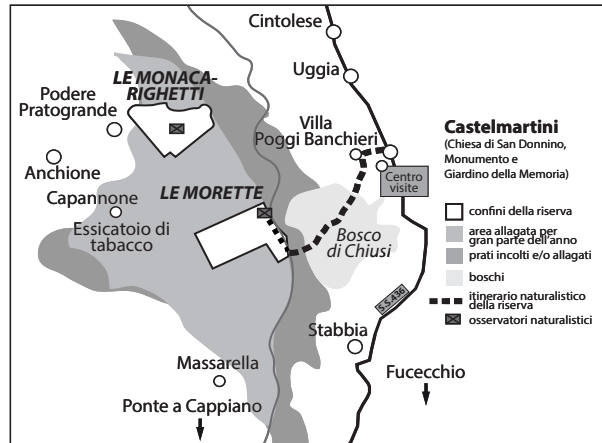 Cintolese
Uggia
LE MONACA-
RIGHETTI
Podere
Pratogrande
Villa
Poggi Banchieri
Castelmartini
(Chiesa di San Donnino,
Monumento e
Giardino della Memoria)
Anchione
Centro
visite
Capannone
LE MORETTE
Essicatoio di
tabacco
Bosco
di Chiusi
confini della riserva
area allagata per
gran parte dell'anno
prati incolti e/o allagati
boschi
itinerario naturalistico
della riserva
osservatori naturalistici
S.S.436
Stabbia
Massarella
Fucecchio
Ponte a Cappiano